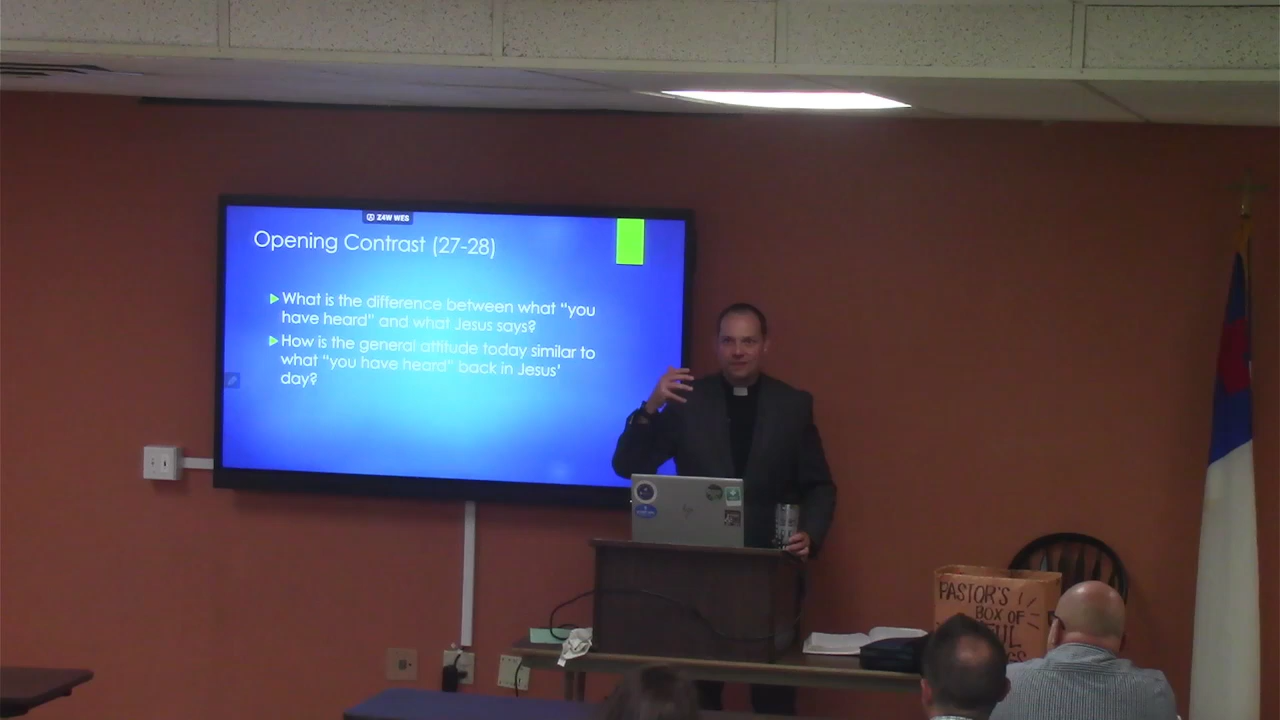 Z4W WES
Opening Contrast (27-28)
What is the difference between what “you
have heard” and what Jesus says?
How is the general attitude today similar to
what “you have heard” back in Jesus’
day?
hp
PASTOR'S
BOX OF